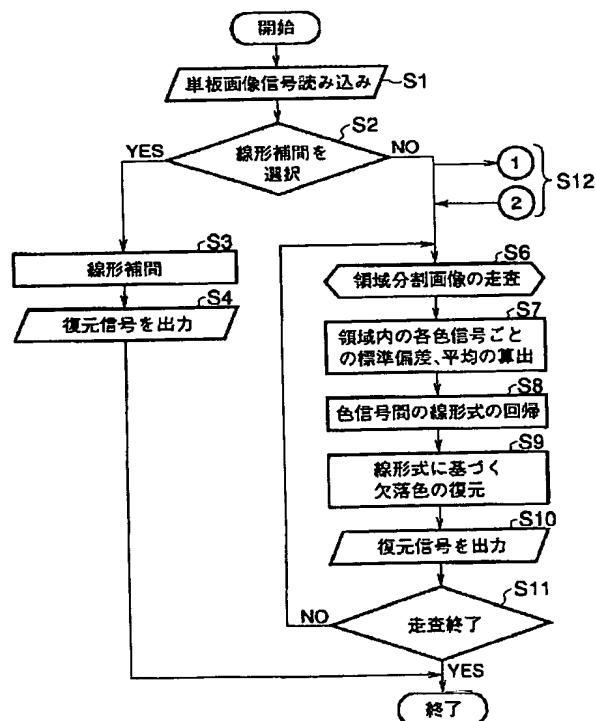 開始
単板画像信号読み込み
S1
S2
線形補間を
選択
YES
NO
1
2
S12
S3
線形補間
S4
復元信号を出力
S6
領域分割画像の走査
S7
領域内の各色信号ごと
の標準偏差、平均の算出
S8
色信号間の線形式の回帰
S9
線形式に基づく
欠落色の復元
S10
復元信号を出力
S11
走査終了
NO
YES
終了